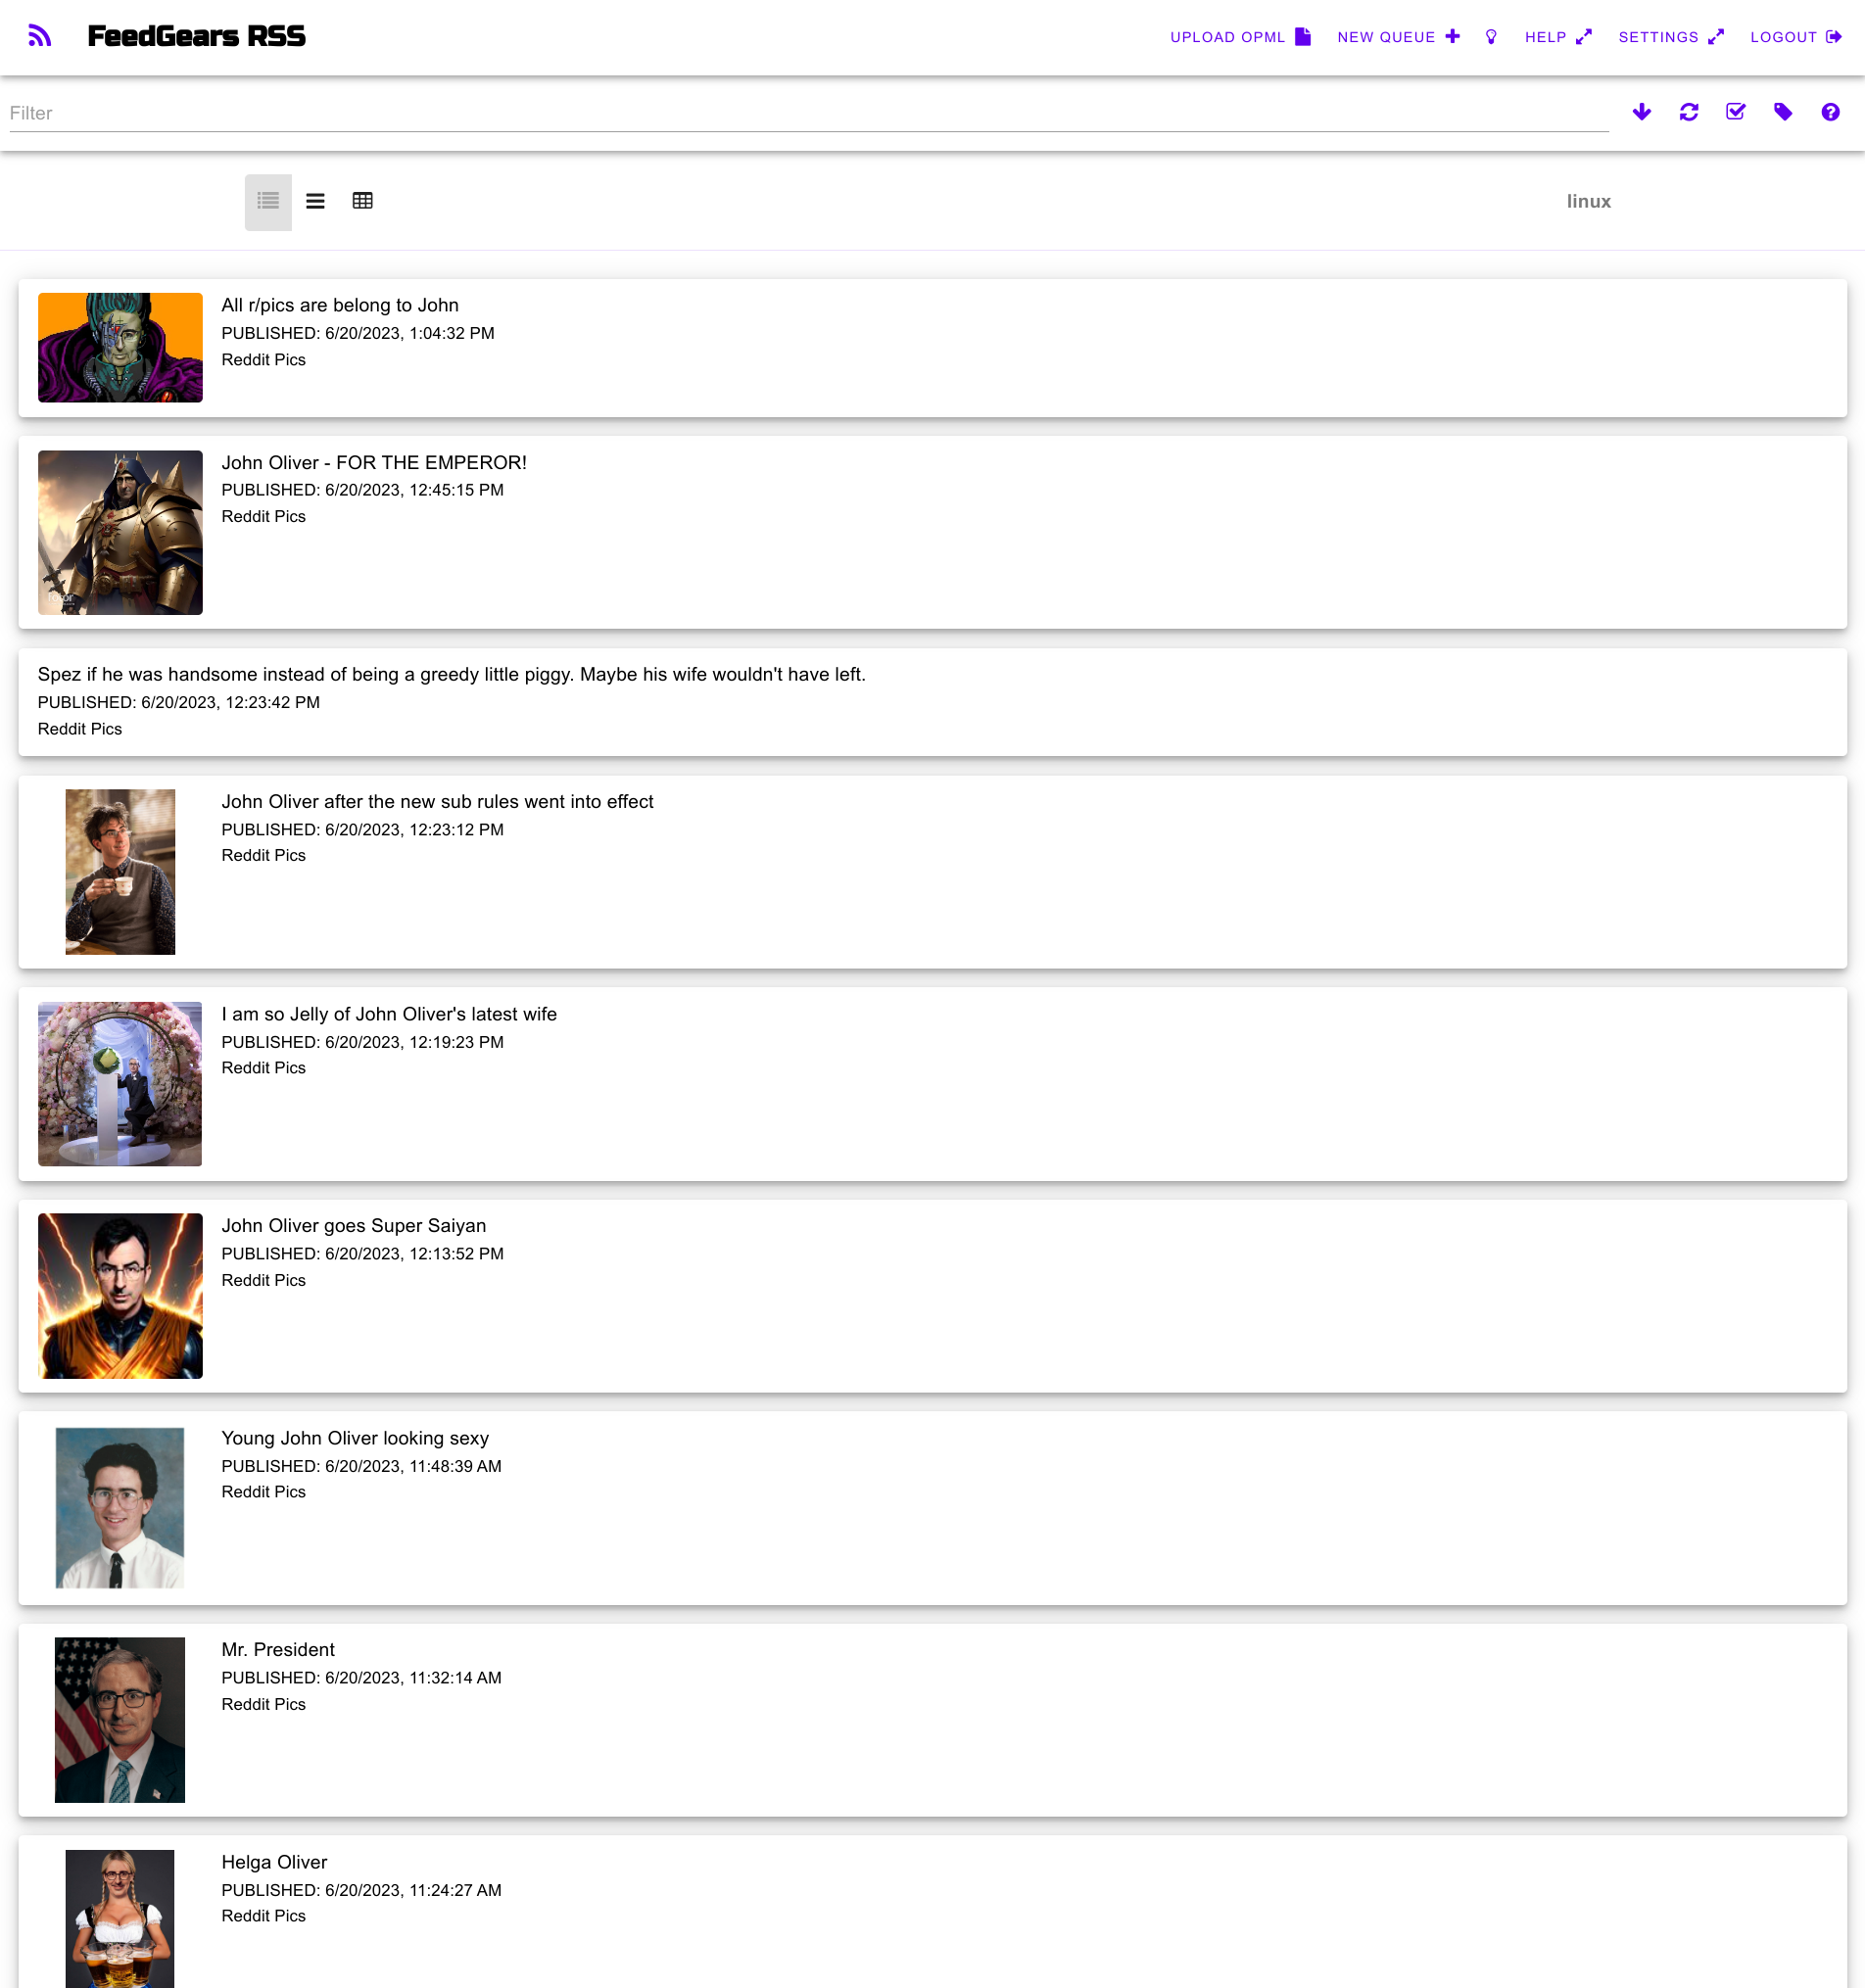 FeedGears RSS
UPLOAD OPML
NEW QUEUE
HELP
SETTINGS
LOGOUT
Filter
linux
All r/pics are belong to John
PUBLISHED: 6/20/2023, 1:04:32 PM
Reddit Pics
John Oliver - FOR THE EMPEROR!
PUBLISHED: 6/20/2023, 12:45:15 PM
Reddit Pics
Spez if he was handsome instead of being a greedy little piggy. Maybe his wife wouldn't have left.
PUBLISHED: 6/20/2023, 12:23:42 PM
Reddit Pics
John Oliver after the new sub rules went into effect
PUBLISHED: 6/20/2023, 12:23:12 PM
Reddit Pics
I am so Jelly of John Oliver's latest wife
PUBLISHED: 6/20/2023, 12:19:23 PM
Reddit Pics
John Oliver goes Super Saiyan
PUBLISHED: 6/20/2023, 12:13:52 PM
Reddit Pics
Young John Oliver looking sexy
PUBLISHED: 6/20/2023, 11:48:39 AM
Reddit Pics
Mr. President
PUBLISHED: 6/20/2023, 11:32:14 AM
Reddit Pics
Helga Oliver
PUBLISHED: 6/20/2023, 11:24:27 AM
Reddit Pics